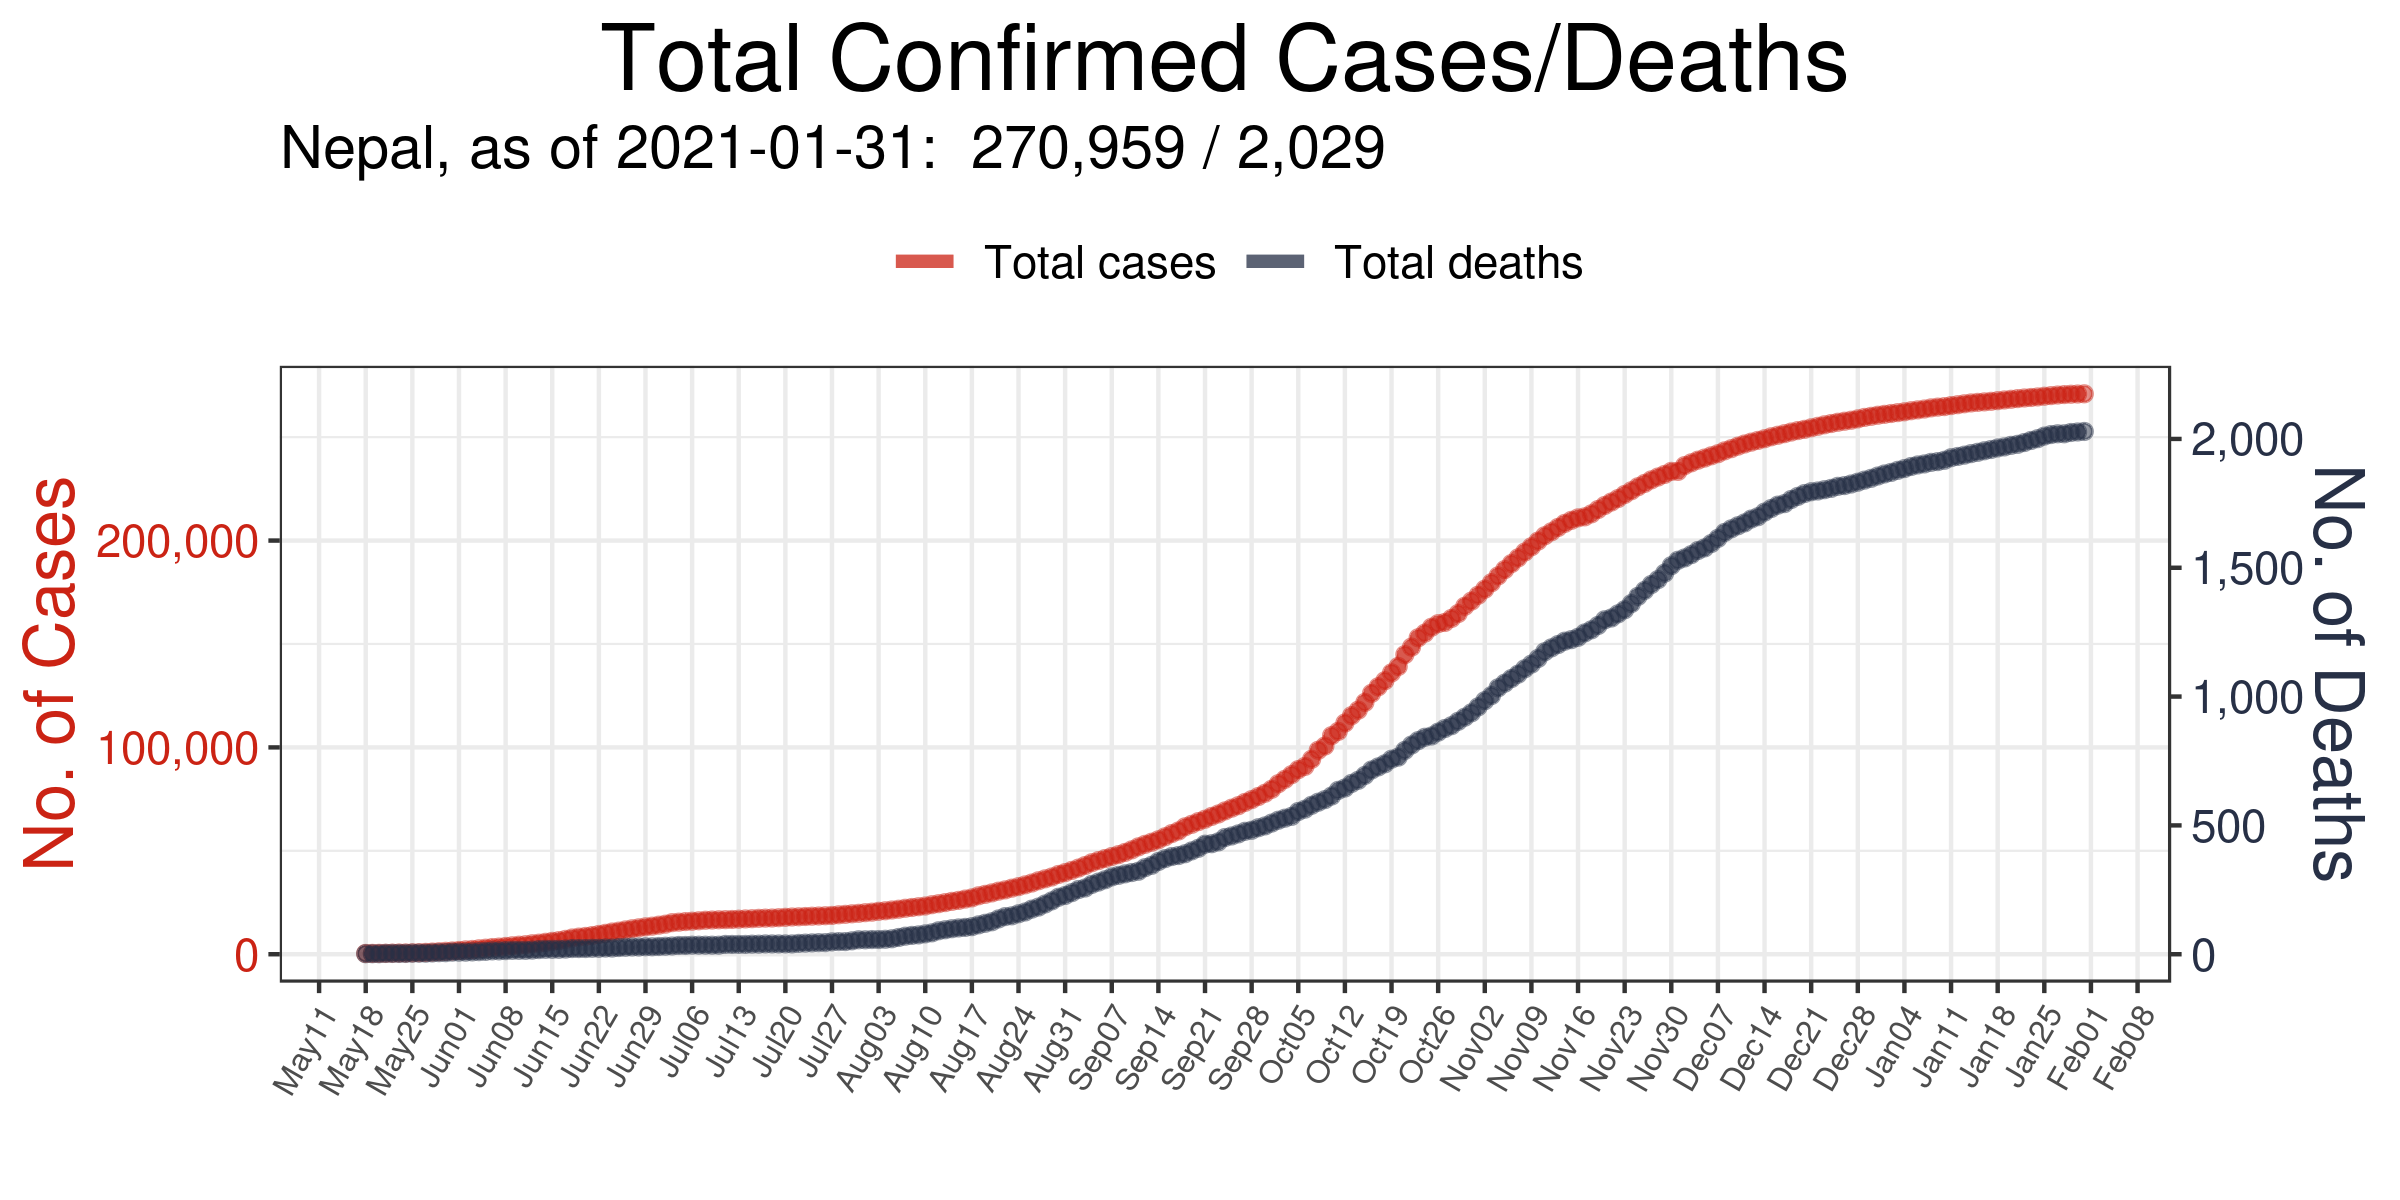 Total Confirmed Cases/Deaths
Nepal, as of 2021-01-31:  270,959 / 2,029
Total cases
Total deaths
No. of Cases
200,000
100,000
0
2,000
1,500
1,000
500
0
No. of Deaths
May11
May18
May25
Jun01
Jun08
Jun15
Jun22
Jun29
Jul06
Jul13
Jul20
Jul27
Aug03
Aug10
Aug17
Aug24
Aug31
Sep07
Sep14
Sep21
Sep28
Oct05
Oct12
Oct19
Oct26
Nov02
Nov09
Nov16
Nov23
Nov30
Dec07
Dec14
Dec21
Dec28
Jan04
Jan11
Jan18
Jan25
Feb01
Feb08